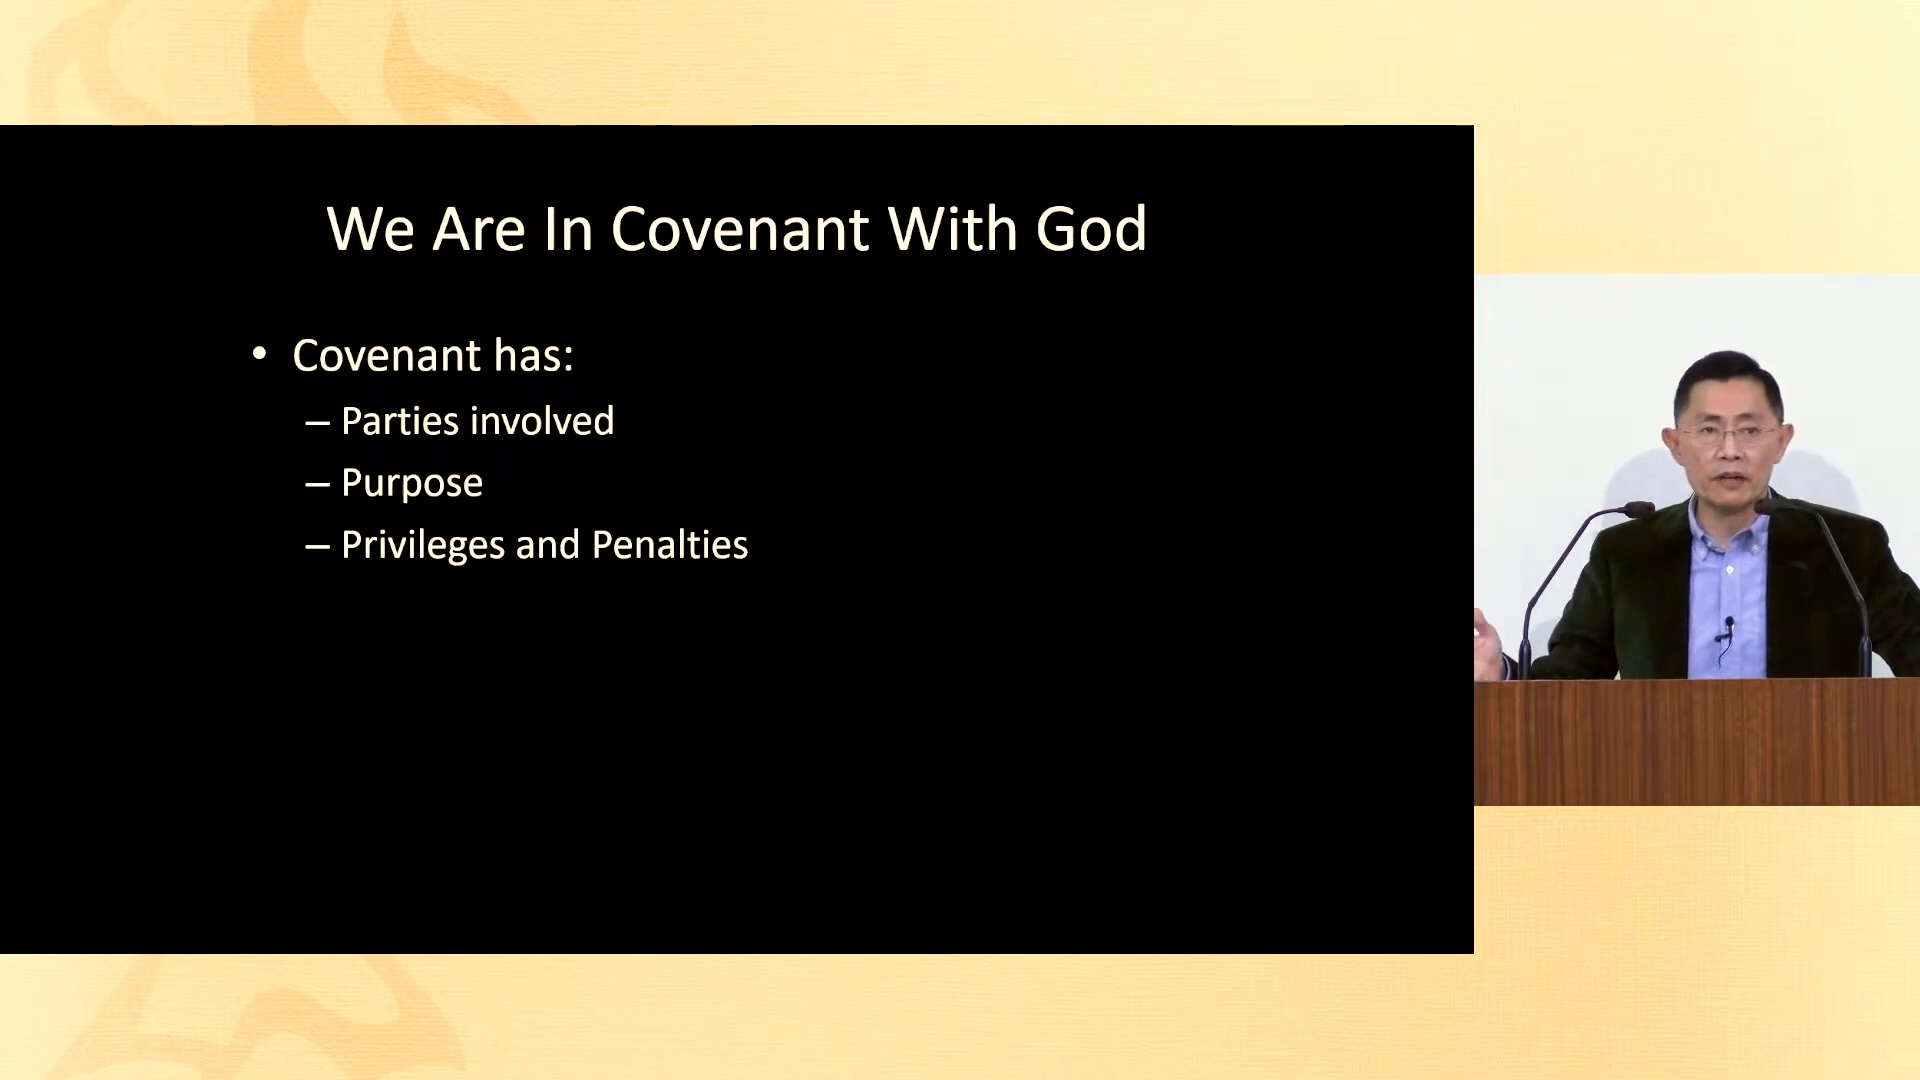 We Are In Covenant With God
• Covenant has:
– Parties involved
– Purpose
– Privileges and Penalties